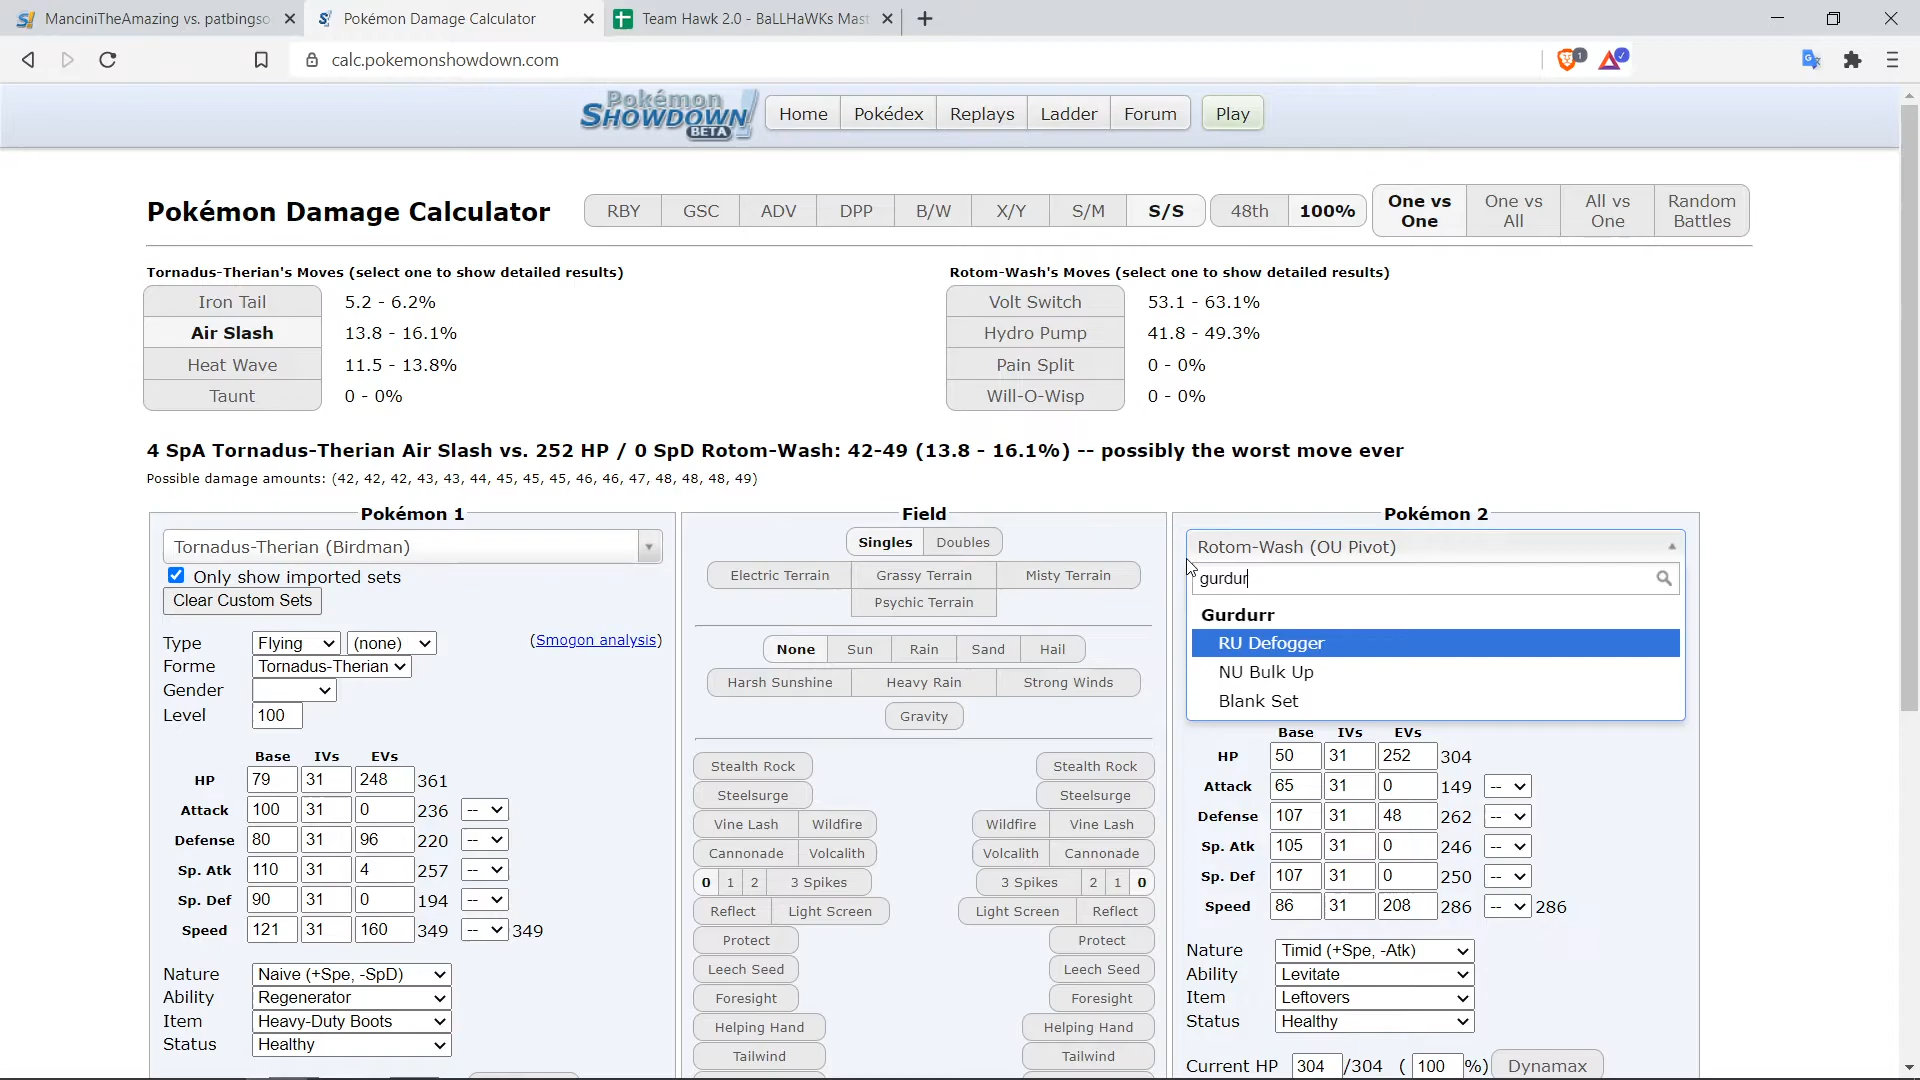 MancíniTheAmazing vs. patbingso
Pokémon Damage Calculator
Team Hawk 2.0 - BaLLHaWKs Mast
calc.pokemonshowdown.com
1
Pokémon SHOWDOWN! BETA
Home Pokédex Replays Ladder Forum Play
Pokémon Damage Calculator
RBY GSC ADV DPP B/W X/Y S/M S/S 48th 100%
One vs One
One vs All
All vs One
Random Battles
Tornadus-Therian's Moves (select one to show detailed results)
Iron Tail 5.2 - 6.2%
Air Slash 13.8 - 16.1%
Heat Wave 11.5 - 13.8%
Taunt 0 - 0%
Rotom-Wash's Moves (select one to show detailed results)
Volt Switch 53.1 - 63.1%
Hydro Pump 41.8 - 49.3%
Pain Split 0 - 0%
Will-O-Wisp 0 - 0%
4 SpA Tornadus-Therian Air Slash vs. 252 HP / 0 SpD Rotom-Wash: 42-49 (13.8 - 16.1%) -- possibly the worst move ever
Possible damage amounts: (42, 42, 42, 43, 43, 44, 45, 45, 45, 46, 46, 47, 48, 48, 48, 49)
Pokémon 1
Tornadus-Therian (Birdman)
Only show imported sets
Clear Custom Sets
Type Flying (none) (Smogon analysis)
Forme Tornadus-Therian
Gender
Level 100
Base IVs EVs
HP 79 31 248 361
Attack 100 31 0 236 --
Defense 80 31 96 220 --
Sp. Atk 110 31 4 257 --
Sp. Def 90 31 0 194 --
Speed 121 31 160 349 -- 349
Nature Naive (+Spe, -SpD)
Ability Regenerator
Item Heavy-Duty Boots
Status Healthy
Field
Singles Doubles
Electric Terrain Grassy Terrain Misty Terrain
Psychic Terrain
None Sun Rain Sand Hail
Harsh Sunshine Heavy Rain Strong Winds
Gravity
Stealth Rock Stealth Rock
Steelsurge Steelsurge
Vine Lash Wildfire Wildfire Vine Lash
Cannonade Volcalith Volcalith Cannonade
0 1 2 3 Spikes 3 Spikes 2 1 0
Reflect Light Screen Light Screen Reflect
Protect Protect
Leech Seed Leech Seed
Foresight Foresight
Helping Hand Helping Hand
Tailwind Tailwind
Pokémon 2
Rotom-Wash (OU Pivot)
gurdur
Gurdurr
RU Defogger
NU Bulk Up
Blank Set
Base IVs EVs
HP 50 31 252 304
Attack 65 31 0 149 --
Defense 107 31 48 262 --
Sp. Atk 105 31 0 246 --
Sp. Def 107 31 0 250 --
Speed 86 31 208 286 -- 286
Nature Timid (+Spe, -Atk)
Ability Levitate
Item Leftovers
Status Healthy
Current HP 304 /304 ( 100 %) Dynamax